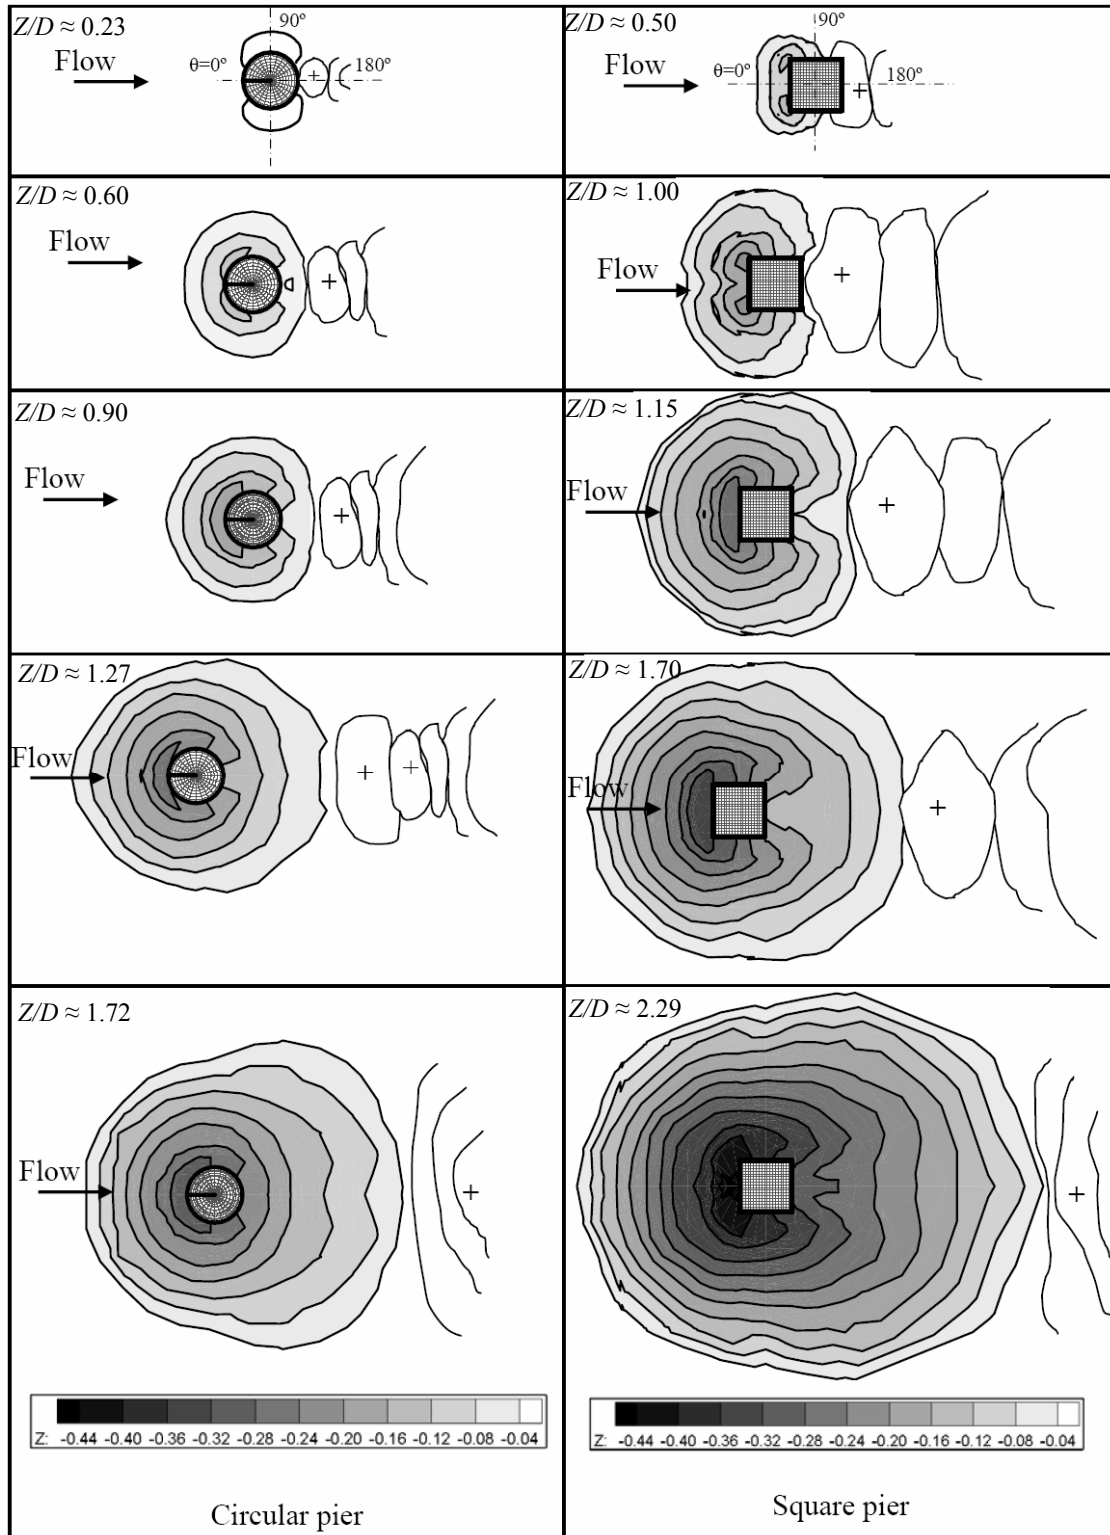 Z/D ≈ 0.23
90°
Flow
θ=0°
+
180°
Z/D ≈ 0.50
90°
Flow
θ=0°
180°
+
Z/D ≈ 0.60
Flow
+
Z/D ≈ 1.00
Flow
+
Z/D ≈ 0.90
Flow
+
Z/D ≈ 1.15
Flow
+
Z/D ≈ 1.27
Flow
+ +
Z/D ≈ 1.70
Flow
+
Z/D ≈ 1.72
Flow
+
Z: -0.44 -0.40 -0.36 -0.32 -0.28 -0.24 -0.20 -0.16 -0.12 -0.08 -0.04
Circular pier
Z/D ≈ 2.29
+
Z: -0.44 -0.40 -0.36 -0.32 -0.28 -0.24 -0.20 -0.16 -0.12 -0.08 -0.04
Square pier